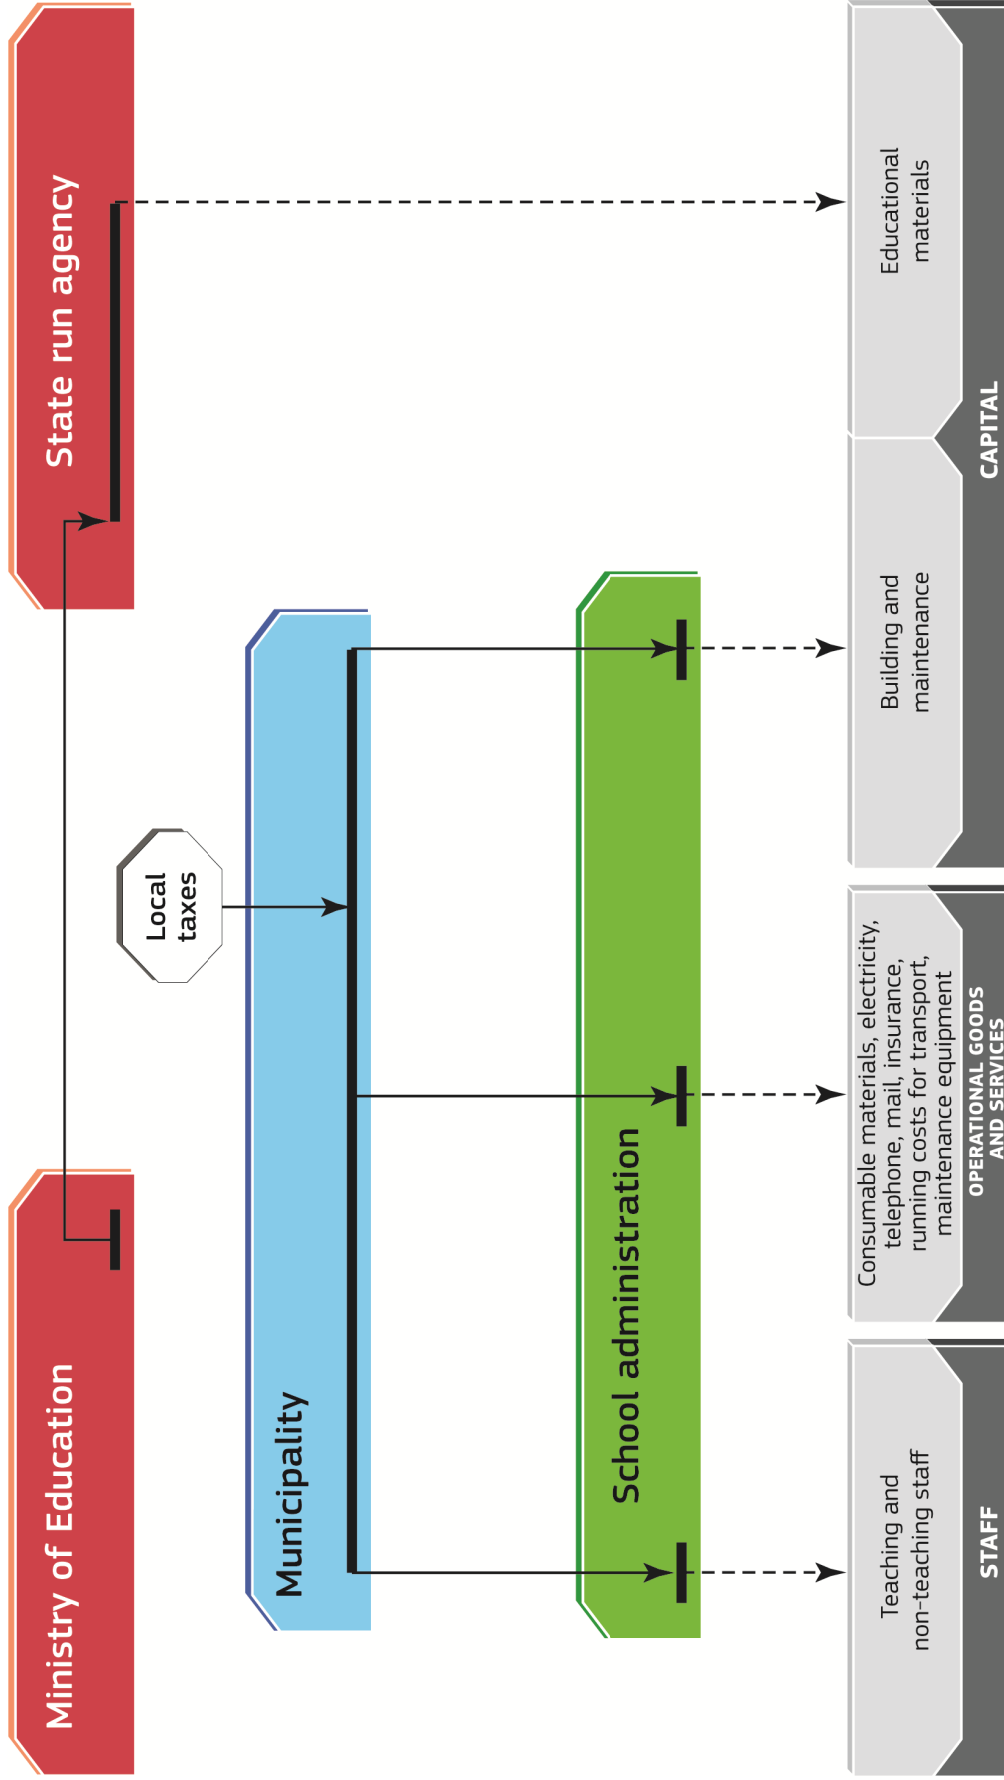 Ministry of Education
State run agency
Local
taxes
Municipality
School administration
Teaching and
non-teaching staff
STAFF
Consumable materials, electricity,
telephone, mail, insurance,
running costs for transport,
maintenance equipment
OPERATIONAL GOODS
AND SERVICES
Building and
maintenance
Educational
materials
CAPITAL